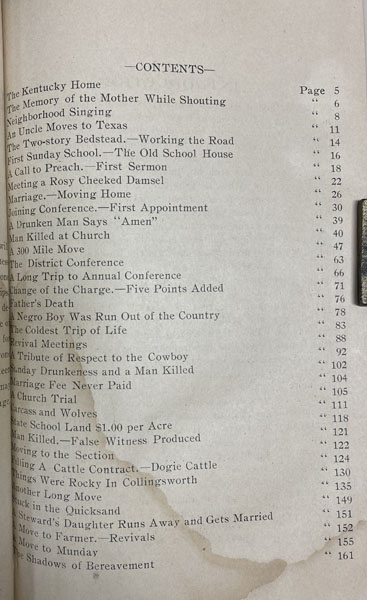 —CONTENTS—
The Kentucky Home Page 5
The Memory of the Mother While Shouting “ 6
Neighborhood Singing “ 8
An Uncle Moves to Texas “ 11
The Two-story Bedstead.—Working the Road “ 14
First Sunday School.—The Old School House “ 16
A Call to Preach.—First Sermon “ 18
Meeting a Rosy Cheeked Damsel “ 22
Marriage.—Moving Home “ 26
Joining Conference.—First Appointment “ 30
A Drunken Man Says "Amen" “ 39
Man Killed at Church “ 40
A 300 Mile Move “ 47
The District Conference “ 63
A Long Trip to Annual Conference “ 66
Change of the Charge.—Five Points Added “ 71
Father's Death “ 76
A Negro Boy Was Run Out of the Country “ 78
The Coldest Trip of Life “ 83
Revival Meetings “ 88
A Tribute of Respect to the Cowboy “ 92
Sunday Drunkeness and a Man Killed “ 102
Marriage Fee Never Paid “ 104
A Church Trial “ 105
Carcass and Wolves “ 111
State School Land $1.00 per Acre “ 118
Man Killed.—False Witness Produced “ 121
Moving to the Section “ 122
Filling A Cattle Contract.—Dogie Cattle “ 124
Things Were Rocky In Collingsworth “ 130
Another Long Move “ 135
Stuck in the Quicksand “ 149
Steward's Daughter Runs Away and Gets Married “ 151
Move to Farmer.—Revivals “ 152
Move to Munday “ 155
The Shadows of Bereavement “ 161